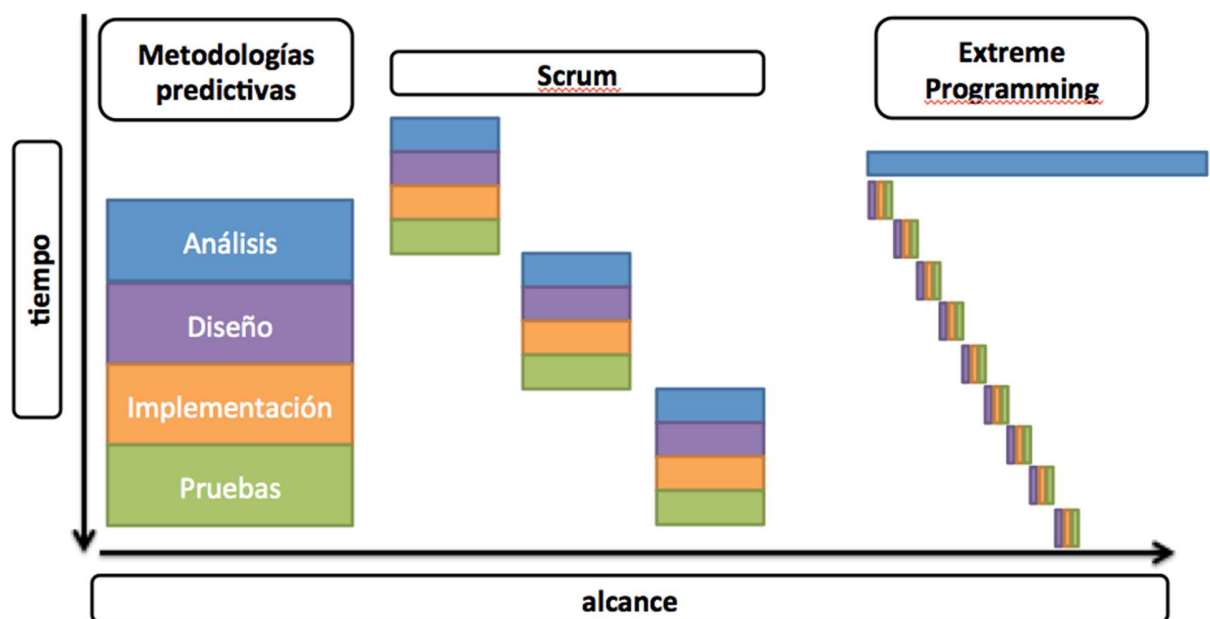 Metodologías
predictivas
Scrum
Extreme
Programming
tiempo
Análisis
Diseño
Implementación
Pruebas
alcance